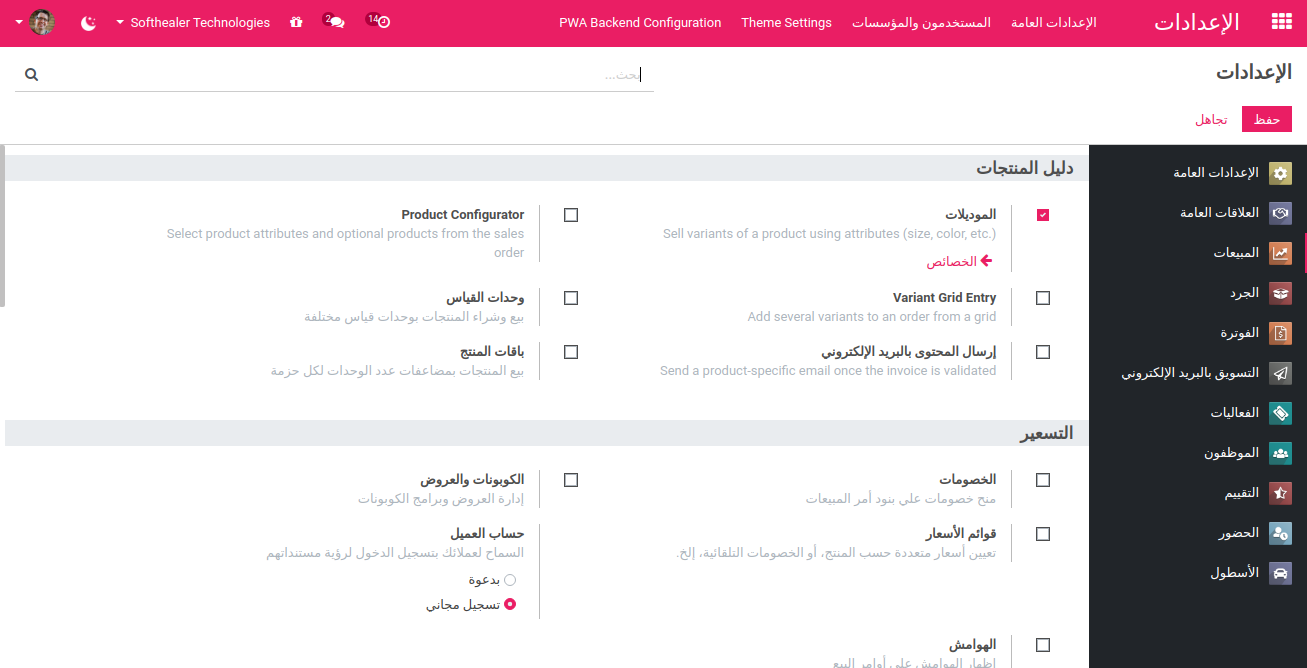 الإعدادات
الإعدادات العامة
المستخدمون والمؤسسات
Theme Settings
PWA Backend Configuration
14
2
Softhealer Technologies
الإعدادات
بحث...
حفظ
تجاهل
الإعدادات العامة
العلاقات العامة
المبيعات
الجرد
الفوترة
التسويق بالبريد الإلكتروني
الفعاليات
الموظفون
التقييم
الحضور
الأسطول
دليل المنتجات
الموديلات
Sell variants of a product using attributes (size, color, etc.)
الخصائص
Product Configurator
Select product attributes and optional products from the sales
order
Variant Grid Entry
Add several variants to an order from a grid
وحدات القياس
بيع وشراء المنتجات بوحدات قياس مختلفة
إرسال المحتوى بالبريد الإلكتروني
Send a product-specific email once the invoice is validated
باقات المنتج
بيع المنتجات بمضاعفات عدد الوحدات لكل حزمة
التسعير
الخصومات
منح خصومات علي بنود أمر المبيعات
الكوبونات والعروض
إدارة العروض وبرامج الكوبونات
قوائم الأسعار
تعيين أسعار متعددة حسب المنتج، أو الخصومات التلقائية، إلخ.
حساب العميل
السماح لعملائك بتسجيل الدخول لرؤية مستنداتهم
بدعوة
تسجيل مجاني
الهوامش
إظهار الهوامش علي أوامر البيع